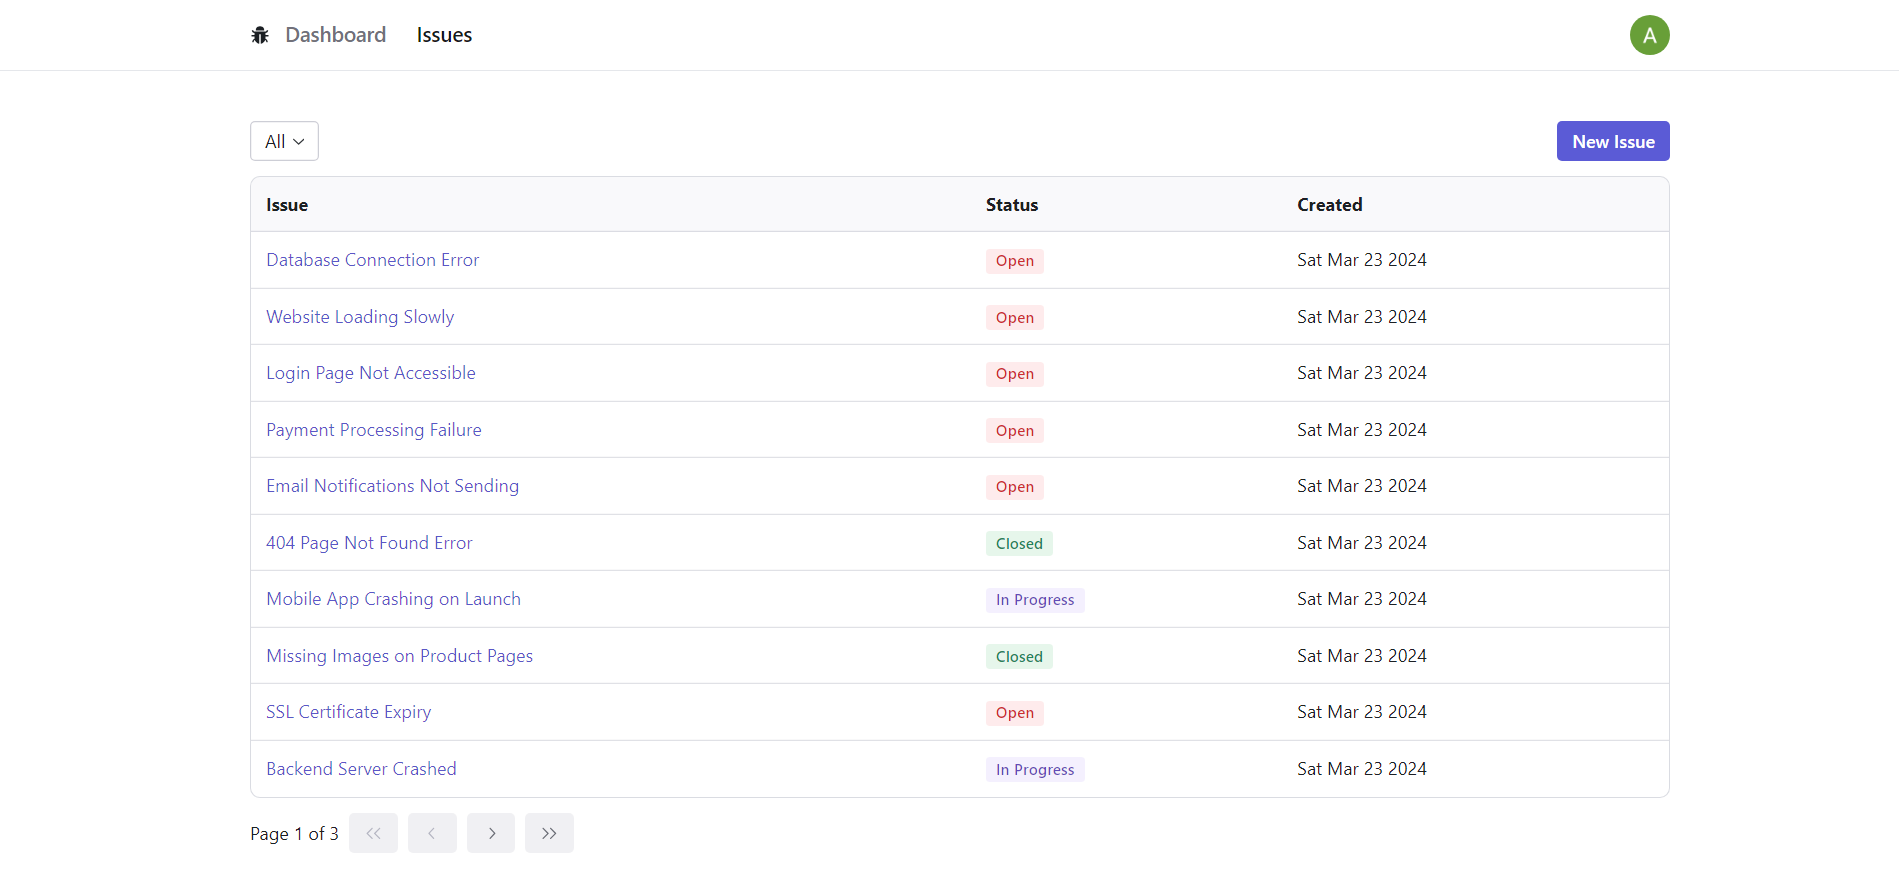 Dashboard Issues A
All New Issue
Issue Status Created
Database Connection Error Open Sat Mar 23 2024
Website Loading Slowly Open Sat Mar 23 2024
Login Page Not Accessible Open Sat Mar 23 2024
Payment Processing Failure Open Sat Mar 23 2024
Email Notifications Not Sending Open Sat Mar 23 2024
404 Page Not Found Error Closed Sat Mar 23 2024
Mobile App Crashing on Launch In Progress Sat Mar 23 2024
Missing Images on Product Pages Closed Sat Mar 23 2024
SSL Certificate Expiry Open Sat Mar 23 2024
Backend Server Crashed In Progress Sat Mar 23 2024
Page 1 of 3